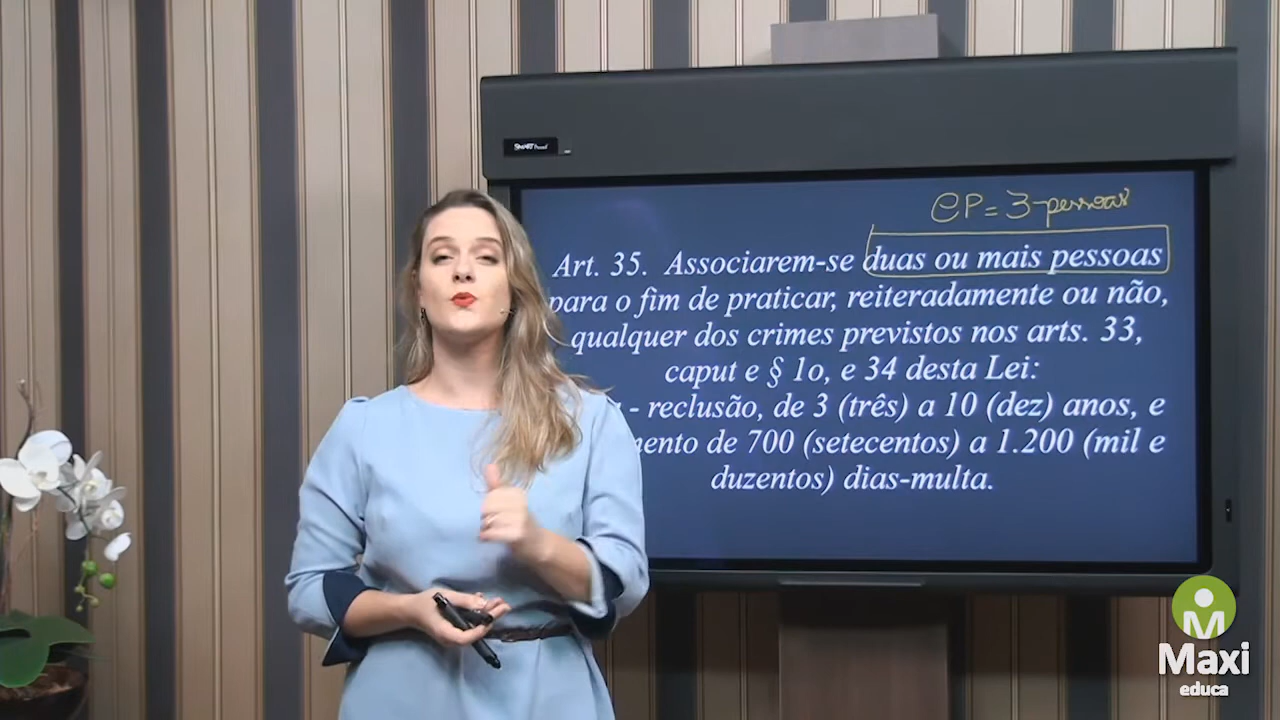 SMART Board
CP = 3 pessoas
Art. 35. Associarem-se duas ou mais pessoas
para o fim de praticar, reiteradamente ou não,
qualquer dos crimes previstos nos arts. 33,
caput e § 1o, e 34 desta Lei:
- reclusão, de 3 (três) a 10 (dez) anos, e
de 700 (setecentos) a 1.200 (mil e
duzentos) dias-multa.
M
Maxi
educa